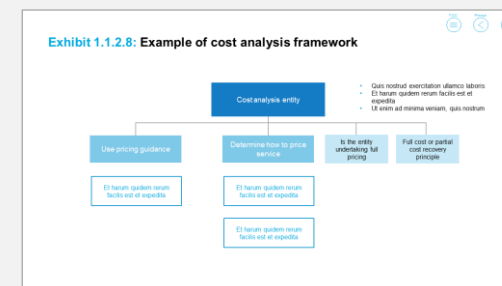 Exhibit 1.1.2.8: Example of cost analysis framework
Cost analysis entity
• Quis nostrud exercitation ullamco laboris
• Et harum quidem rerum facilis est et
expedita
• Ut enim ad minima veniam, quis nostrum
Use pricing guidance
Determine how to price
service
Is the entity
undertaking full
pricing
Full cost or partial
cost recovery
principle
Et harum quidem rerum
facilis est et expedita
Et harum quidem rerum
facilis est et expedita
Et harum quidem rerum
facilis est et expedita